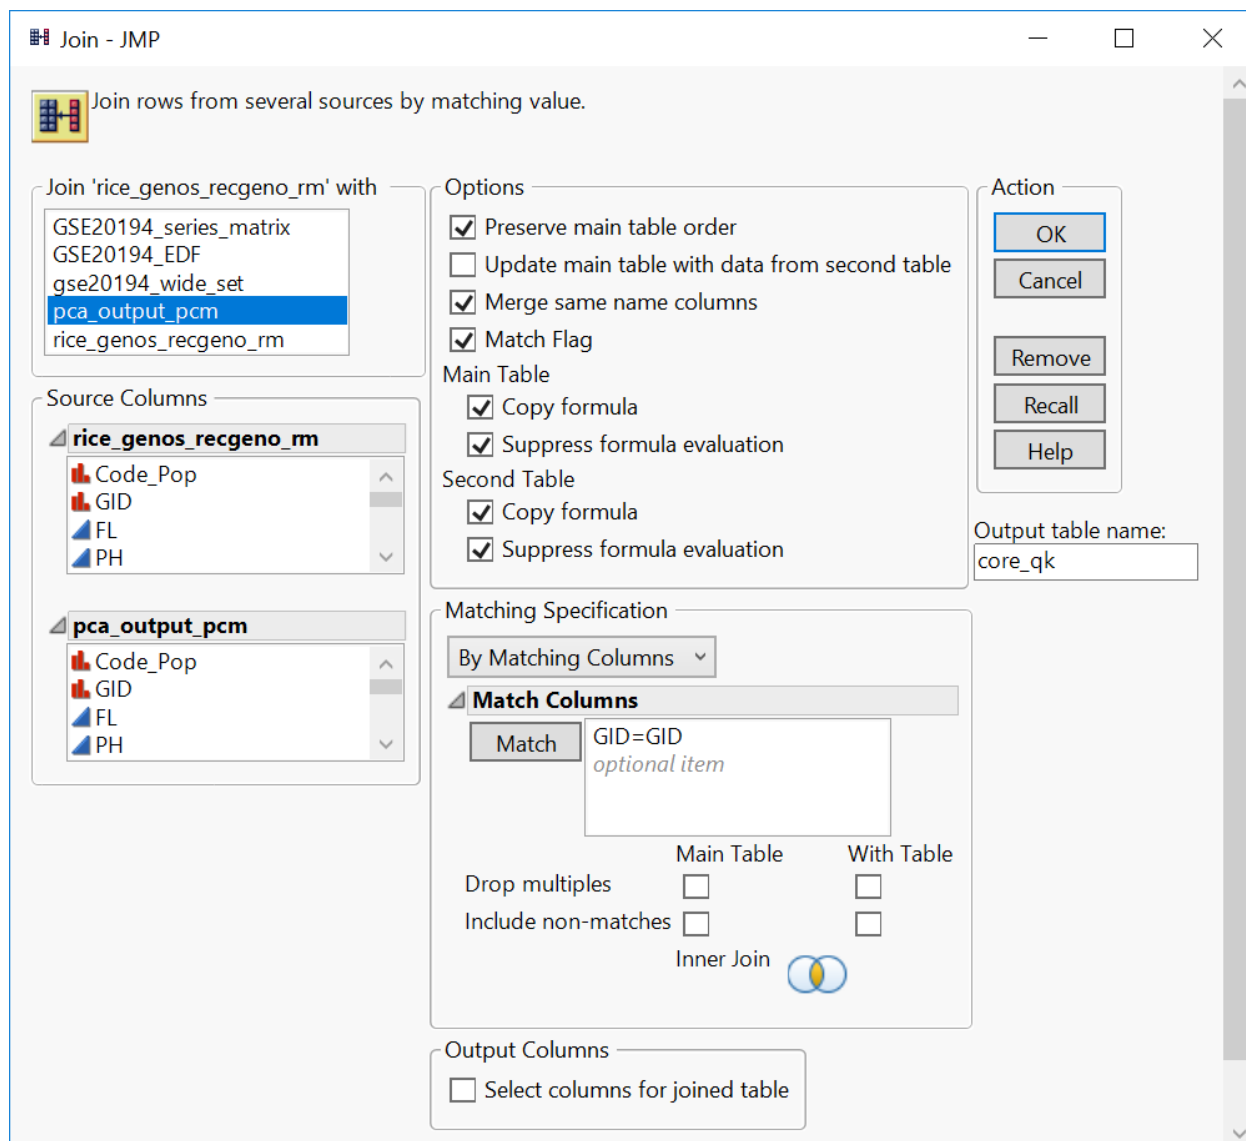 Join - JMP
Join rows from several sources by matching value.
Join 'rice_genos_recgeno_rm' with
GSE20194_series_matrix
GSE20194_EDF
gse20194_wide_set
pca_output_pcm
rice_genos_recgeno_rm
Source Columns
rice_genos_recgeno_rm
Code_Pop
GID
FL
PH
pca_output_pcm
Code_Pop
GID
FL
PH
Options
Preserve main table order
Update main table with data from second table
Merge same name columns
Match Flag
Main Table
Copy formula
Suppress formula evaluation
Second Table
Copy formula
Suppress formula evaluation
Matching Specification
By Matching Columns
Match Columns
Match
GID=GID
optional item
Main Table With Table
Drop multiples
Include non-matches
Inner Join
Output Columns
Select columns for joined table
Action
OK
Cancel
Remove
Recall
Help
Output table name:
core_qk